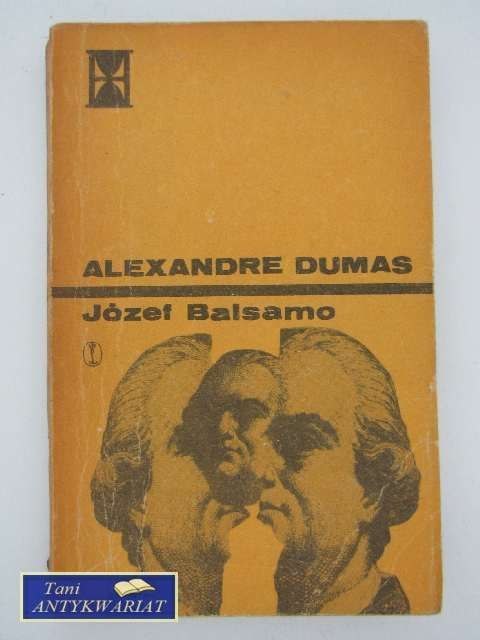 ALEXANDRE DUMAS
Józef Balsamo
Tani
ANTYKWARIAT